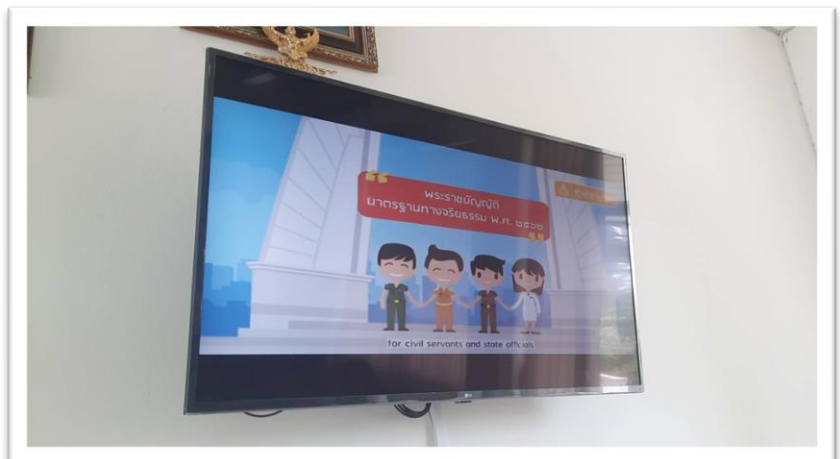 พระราชบัญญัติ
มาตรฐานทางจริยธรรม พ.ศ. ๒๕๖๒
for civil servants and state officials
LG